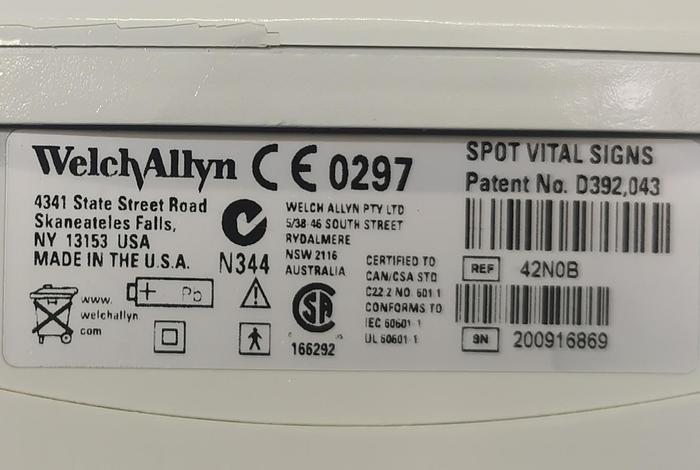 WelchAllyn CE 0297
4341 State Street Road
Skaneateles Falls,
NY 13153 USA
MADE IN THE U.S.A.
N344
WELCH ALLYN PTY LTD
5/38-46 SOUTH STREET
RYDALMERE
NSW 2116
AUSTRALIA
SPOT VITAL SIGNS
Patent No. D392,043
REF 42N0B
SN 200916869
www.
welchallyn
com
+ Pb
SA
166292
CERTIFIED TO
CAN/CSA STD
C22 2 NO. 601 1
CONFORMS TO
IEC 60601-1
UL 60601-1